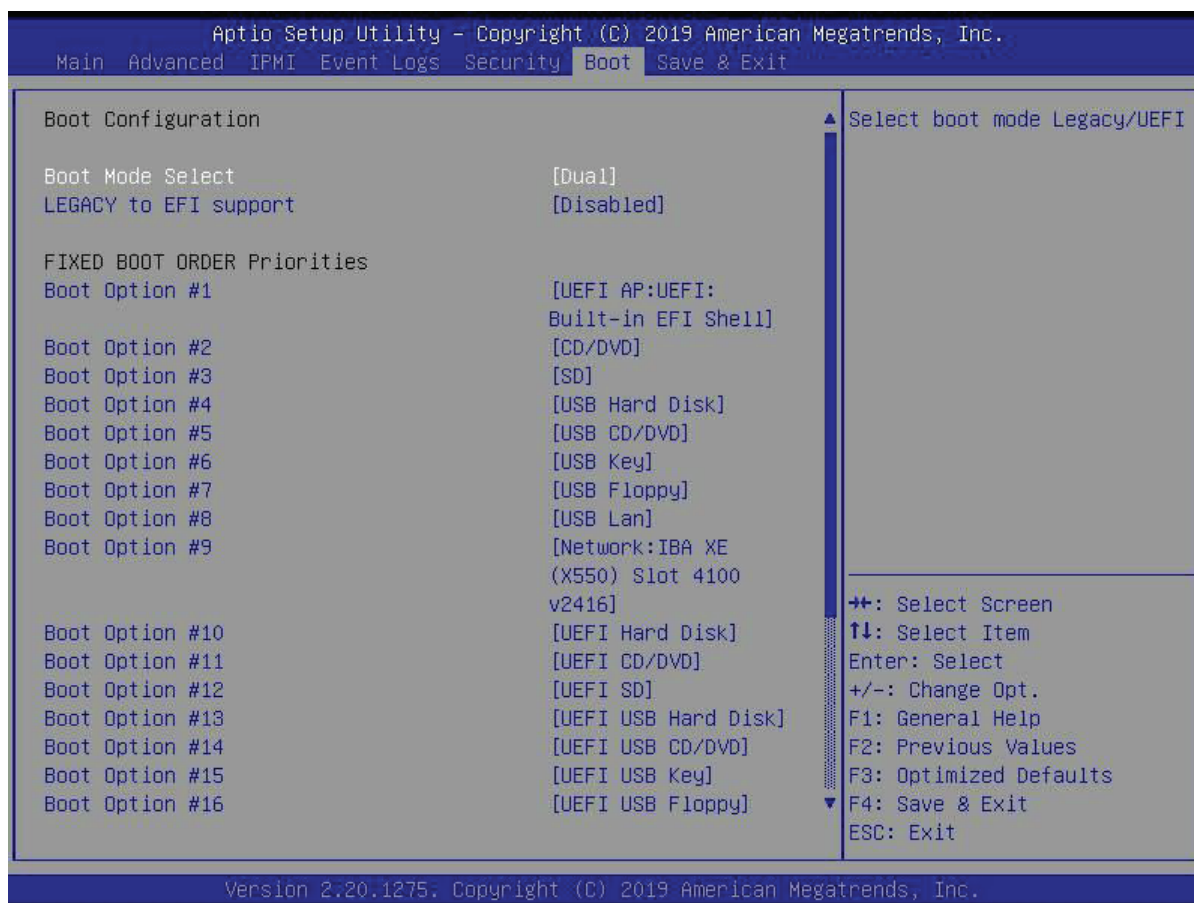 Aptio Setup Utility – Copyright (C) 2019 American Megatrends, Inc.
Main Advanced IPMI Event Logs Security Boot Save & Exit
Boot Configuration
Boot Mode Select [Dual]
LEGACY to EFI support [Disabled]
FIXED BOOT ORDER Priorities
Boot Option #1 [UEFI AP:UEFI:
Built-in EFI Shell]
Boot Option #2 [CD/DVD]
Boot Option #3 [SD]
Boot Option #4 [USB Hard Disk]
Boot Option #5 [USB CD/DVD]
Boot Option #6 [USB Key]
Boot Option #7 [USB Floppy]
Boot Option #8 [USB Lan]
Boot Option #9 [Network:IBA XE
(X550) Slot 4100
v2416]
Boot Option #10 [UEFI Hard Disk]
Boot Option #11 [UEFI CD/DVD]
Boot Option #12 [UEFI SD]
Boot Option #13 [UEFI USB Hard Disk]
Boot Option #14 [UEFI USB CD/DVD]
Boot Option #15 [UEFI USB Key]
Boot Option #16 [UEFI USB Floppy]
Select boot mode Legacy/UEFI
→←: Select Screen
↑↓: Select Item
Enter: Select
+/-: Change Opt.
F1: General Help
F2: Previous Values
F3: Optimized Defaults
F4: Save & Exit
ESC: Exit
Version 2.20.1275. Copyright (C) 2019 American Megatrends, Inc.